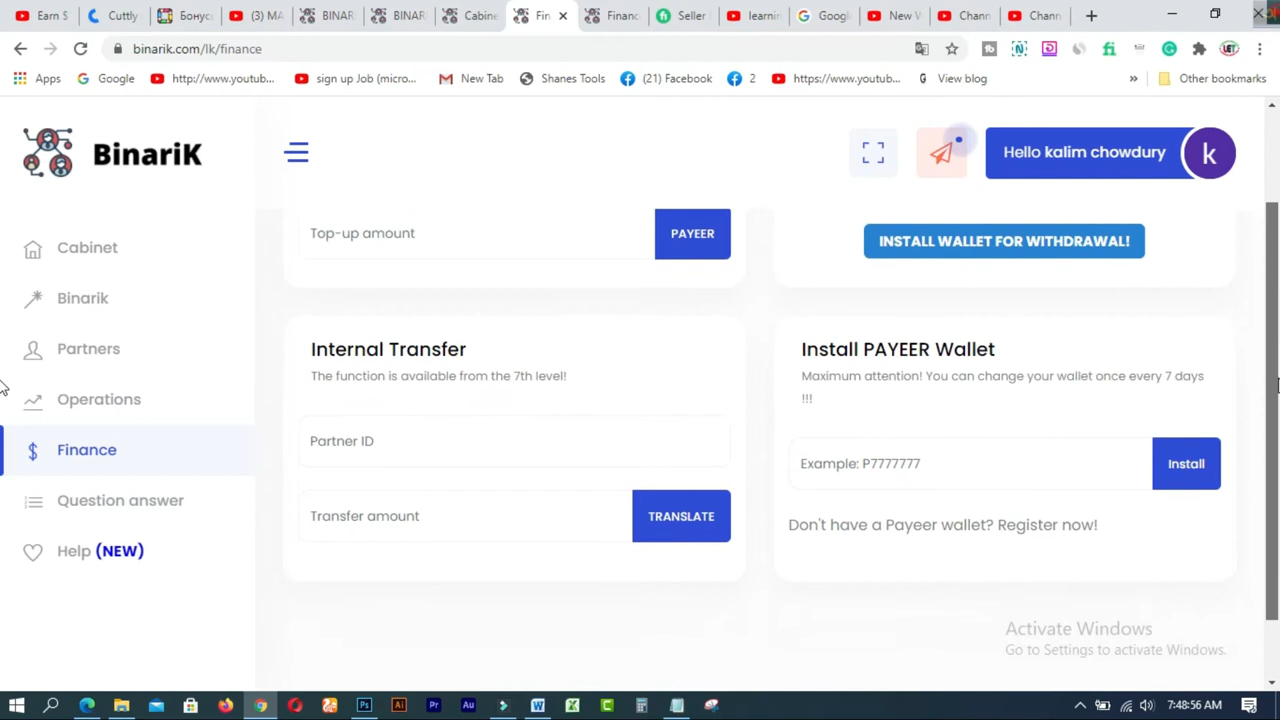 Earn S
Cuttly
Бонус
(3) MA
BINAR
BINAR
Cabine
Fin
Financ
Seller
learnin
Googl
New V
Chann
Chann
binarik.com/lk/finance
Apps
Google
http://www.youtub...
sign up Job (micro...
New Tab
Shanes Tools
(21) Facebook
2
https://www.youtub...
View blog
»
Other bookmarks
BinariK
Hello kalim chowdury
k
Cabinet
Binarik
Partners
Operations
Finance
Question answer
Help (NEW)
Top-up amount
PAYEER
INSTALL WALLET FOR WITHDRAWAL!
Internal Transfer
The function is available from the 7th level!
Partner ID
Transfer amount
TRANSLATE
Install PAYEER Wallet
Maximum attention! You can change your wallet once every 7 days
!!!
Example: P7777777
Install
Don't have a Payeer wallet? Register now!
Activate Windows
Go to Settings to activate Windows.
7:48:56 AM